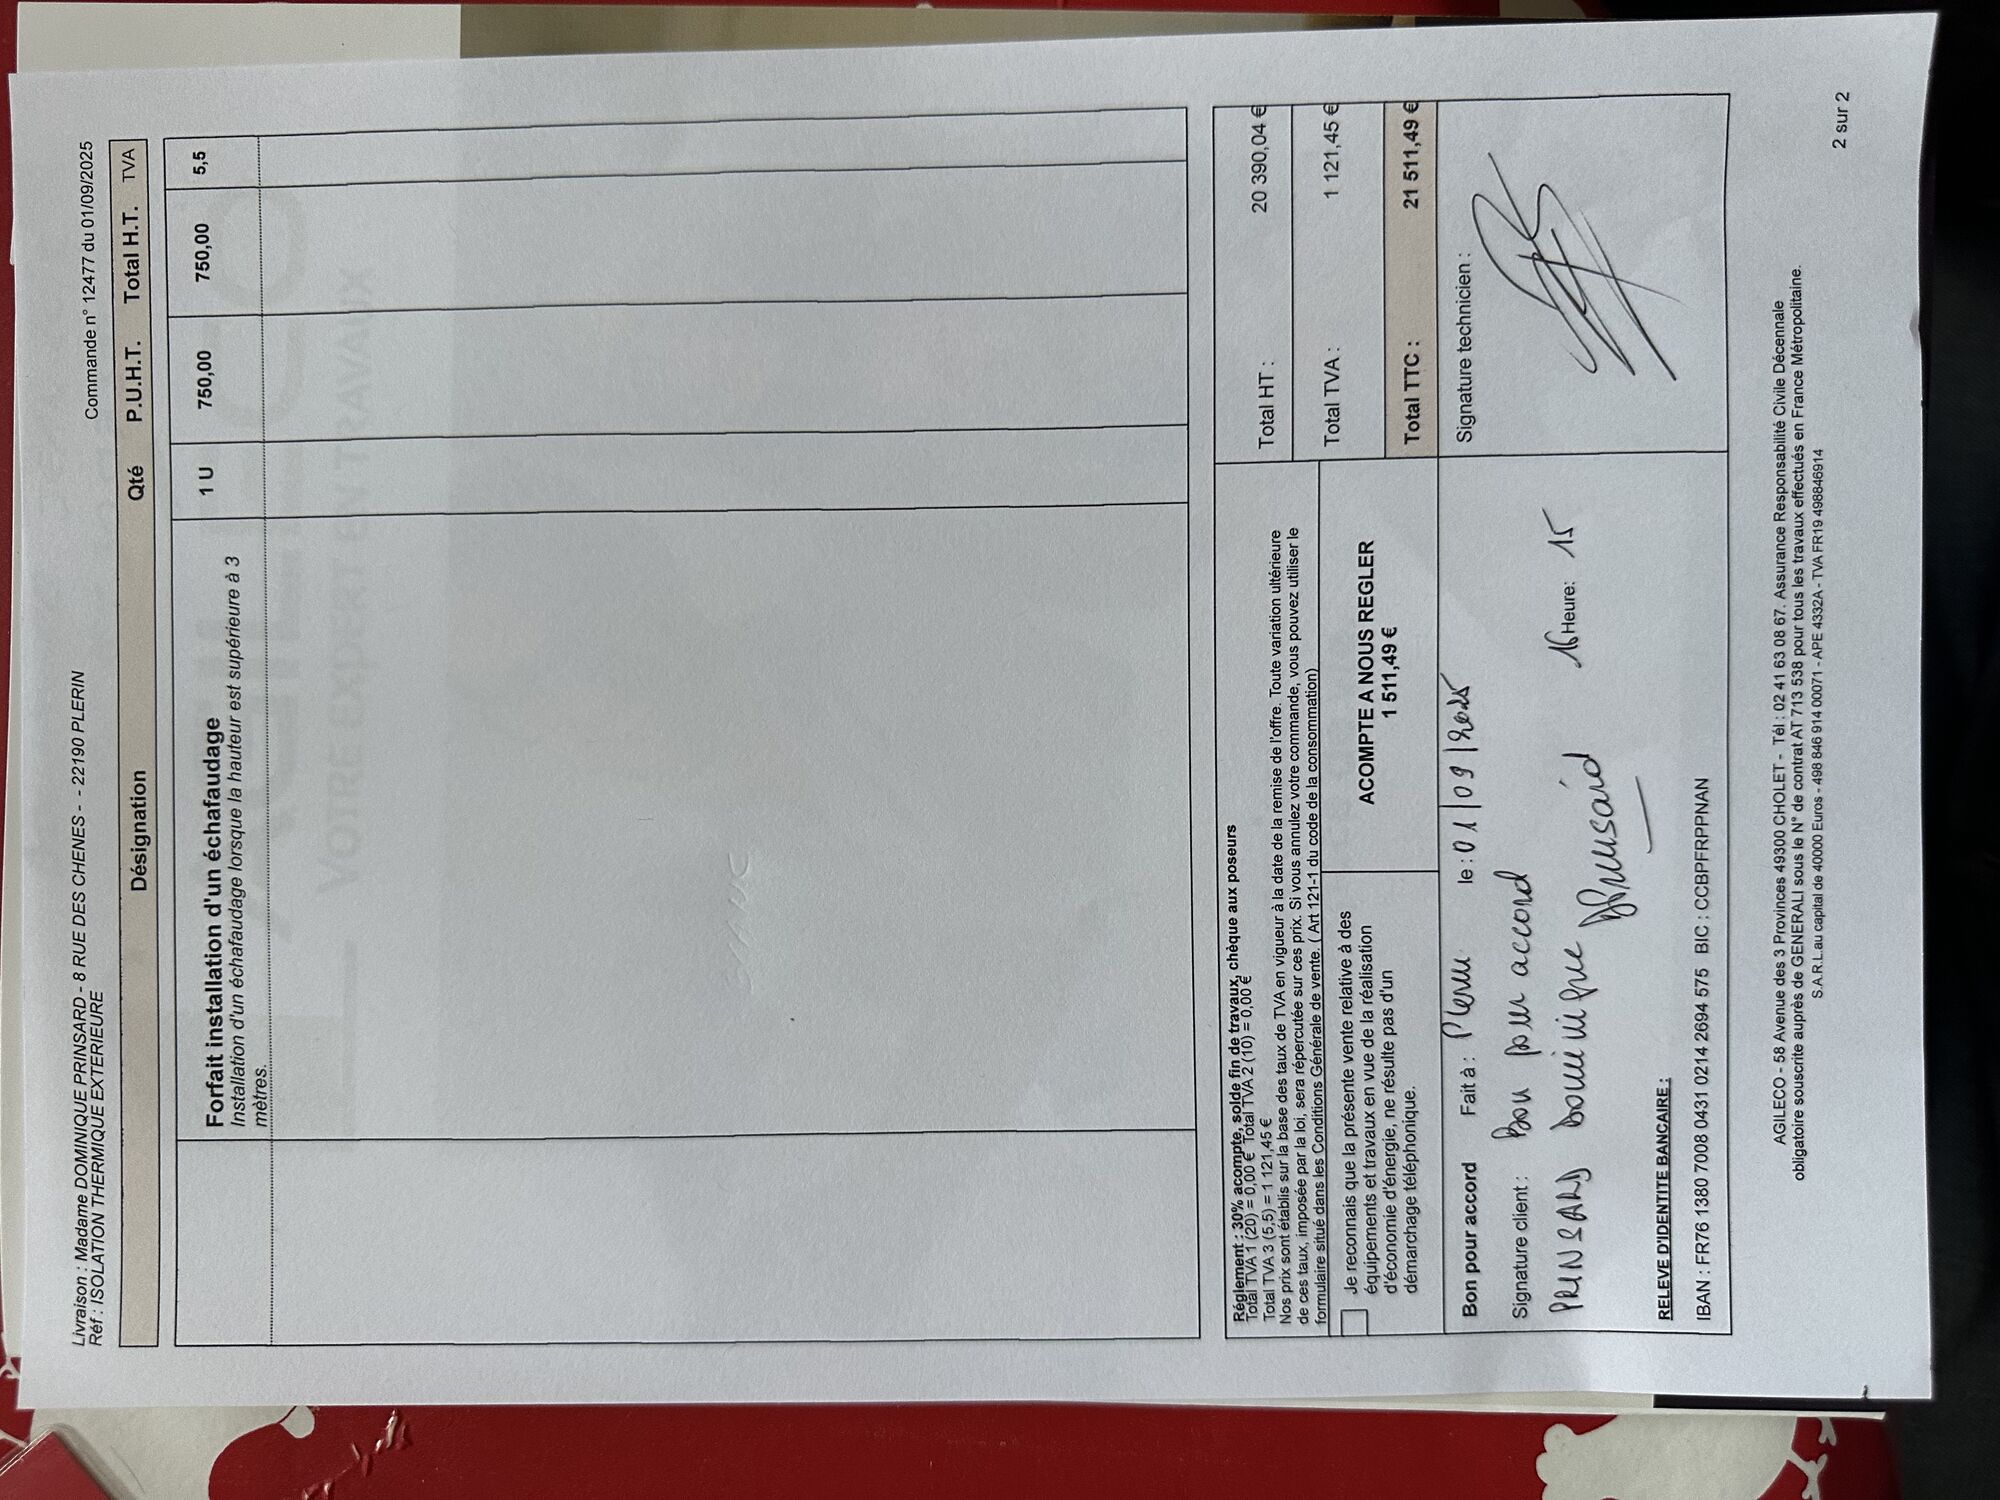 Livraison : Madame DOMINIQUE PRINSARD - 8 RUE DES CHENES - - 22190 PLERIN
Réf : ISOLATION THERMIQUE EXTERIEURE
Commande n° 12477 du 01/09/2025
Désignation Qté P.U.H.T. Total H.T. TVA
Forfait installation d'un échafaudage 1 U 750,00 750,00 5,5
Installation d'un échafaudage lorsque la hauteur est supérieure à 3
mètres.
VOTRE EXPERT EN TRAVAUX
Réglement : 30% acompte, solde fin de travaux, chèque aux poseurs
Total TVA 1 (20) = 0,00 € Total TVA 2 (10) = 0,00 €
Total TVA 3 (5,5) = 1 121,45 €
Nos prix sont établis sur la base des taux de TVA en vigueur à la date de la remise de l'offre. Toute variation ultérieure
de ces taux, imposée par la loi, sera répercutée sur ces prix. Si vous annulez votre commande, vous pouvez utiliser le
formulaire situé dans les Conditions Générale de vente. ( Art 121-1 du code de la consommation)
Total HT : 20 390,04 €
Total TVA : 1 121,45 €
Total TTC : 21 511,49 €
Je reconnais que la présente vente relative à des
équipements et travaux en vue de la réalisation
d'économie d'énergie, ne résulte pas d'un
démarchage téléphonique.
ACOMPTE A NOUS REGLER
1 511,49 €
Bon pour accord Fait à : Plerin le : 01/09/2025
Signature client : Bon pour accord
PRINSARD Dominique Prinsard 16 Heure: 15
Signature technicien :
RELEVE D'IDENTITE BANCAIRE :
IBAN : FR76 1380 7008 0431 0214 2694 575 BIC : CCBPFRPPNAN
AGILECO - 58 Avenue des 3 Provinces 49300 CHOLET - Tél : 02 41 63 08 67. Assurance Responsabilité Civile Décennale
obligatoire souscrite auprès de GENERALI sous le N° de contrat AT 713 538 pour tous les travaux effectués en France Métropolitaine.
S.A.R.L au capital de 40000 Euros - 498 846 914 00071 - APE 4332A - TVA FR19 498846914
2 sur 2